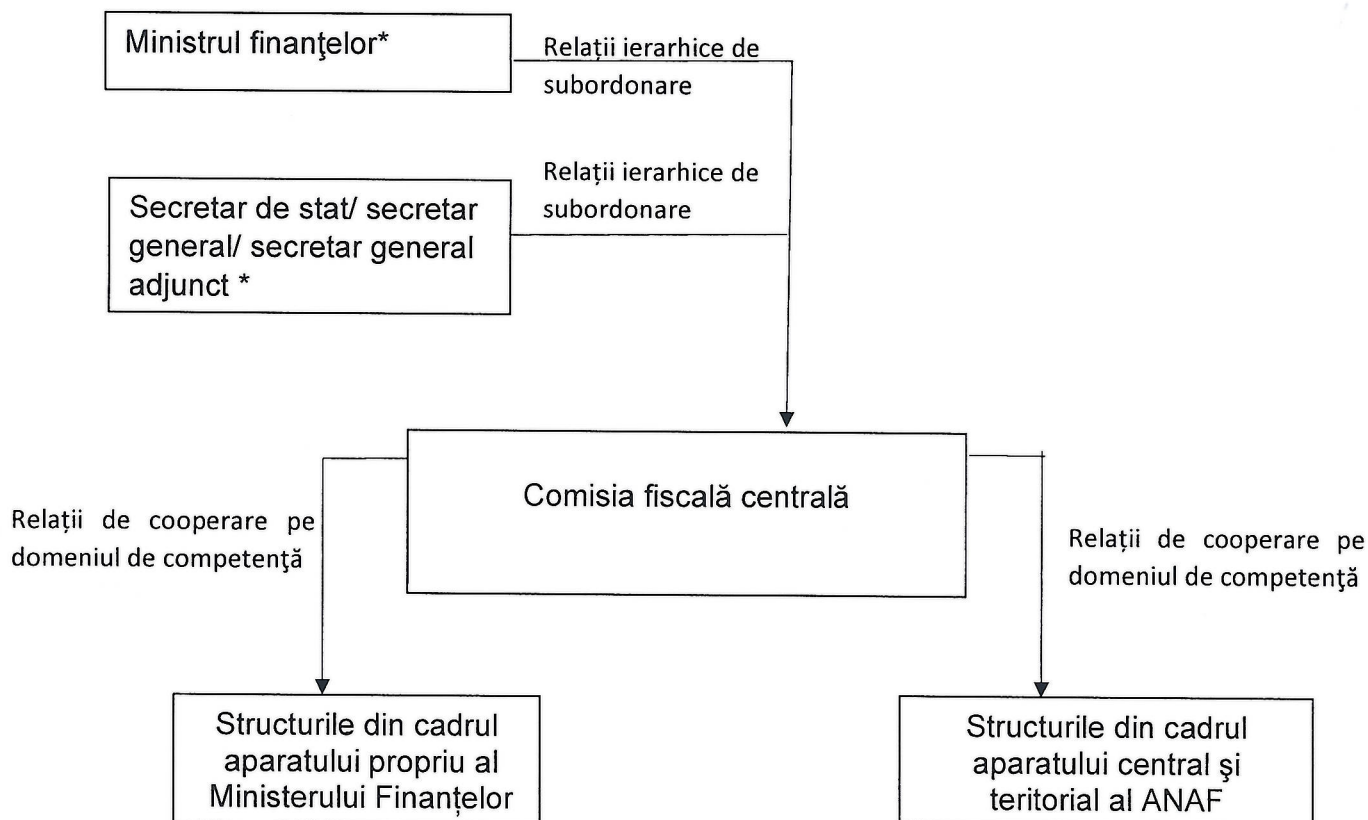 Ministrul finanţelor*
Relații ierarhice de
subordonare
Relații ierarhice de
subordonare
Secretar de stat/ secretar
general/ secretar general
adjunct *
Comisia fiscală centrală
Relații de cooperare pe
domeniul de competenţă
Relații de cooperare pe
domeniul de competenţă
Structurile din cadrul
aparatului propriu al
Ministerului Finanțelor
Structurile din cadrul
aparatului central şi
teritorial al ANAF